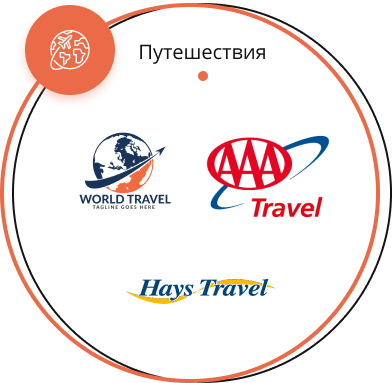 Путешествия
WORLD TRAVEL
TAGLINE GOES HERE
AAA
Travel
Hays Travel